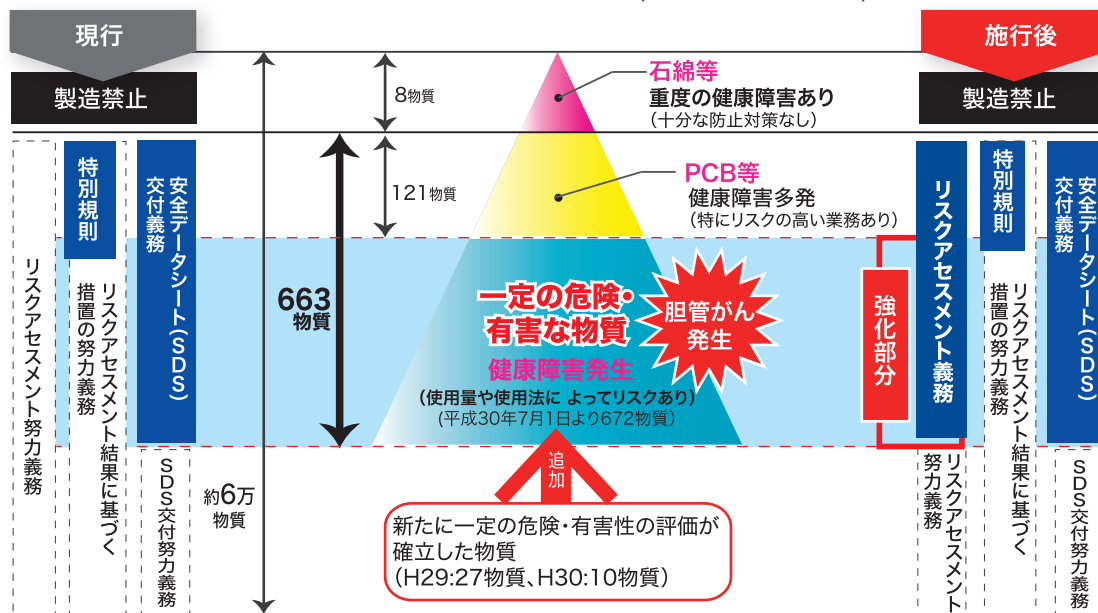 現行
製造禁止
リスクアセスメント努力義務
特別規則
リスクアセスメント結果に基づく
措置の努力義務
安全データシート(SDS)
交付義務
SDS交付努力義務
約6万
物質
663
物質
8物質
121物質
石綿等
重度の健康障害あり
(十分な防止対策なし)
PCB等
健康障害多発
(特にリスクの高い業務あり)
一定の危険・
有害な物質
胆管がん
発生
健康障害発生
(使用量や使用法に よってリスクあり)
(平成30年7月1日より672物質)
追加
新たに一定の危険・有害性の評価が
確立した物質
(H29:27物質、H30:10物質)
施行後
製造禁止
強化部分
リスクアセスメント義務
リスクアセスメント
努力義務
特別規則
リスクアセスメント結果に基づく
措置の努力義務
安全データシート(SDS)
交付義務
SDS交付努力義務